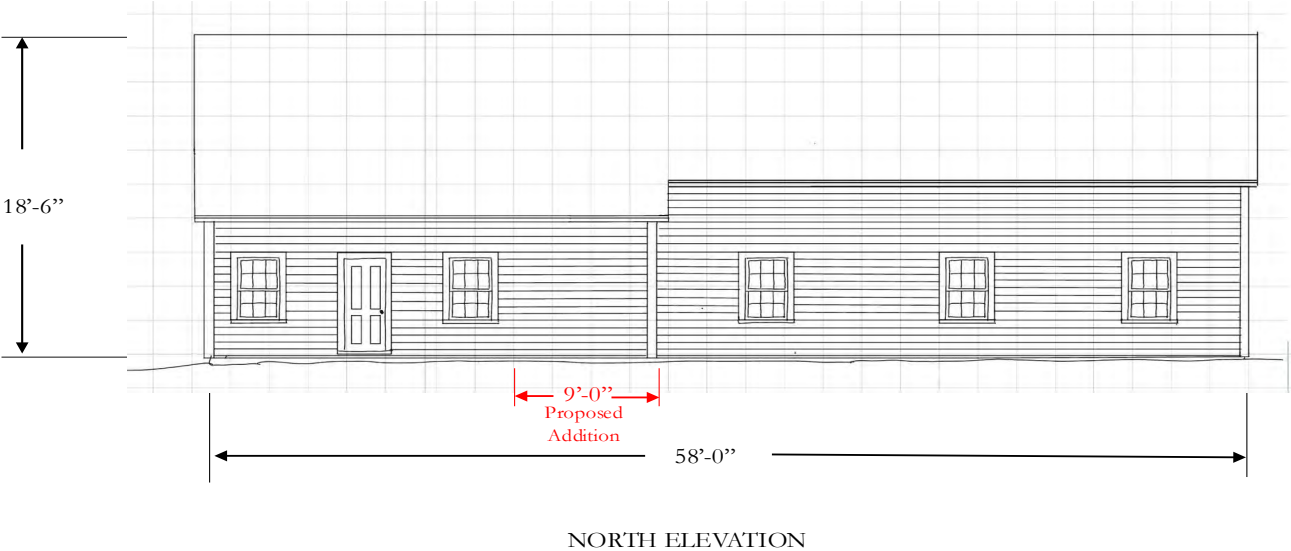 18’-6”
9’-0”
Proposed
Addition
58’-0”
NORTH ELEVATION